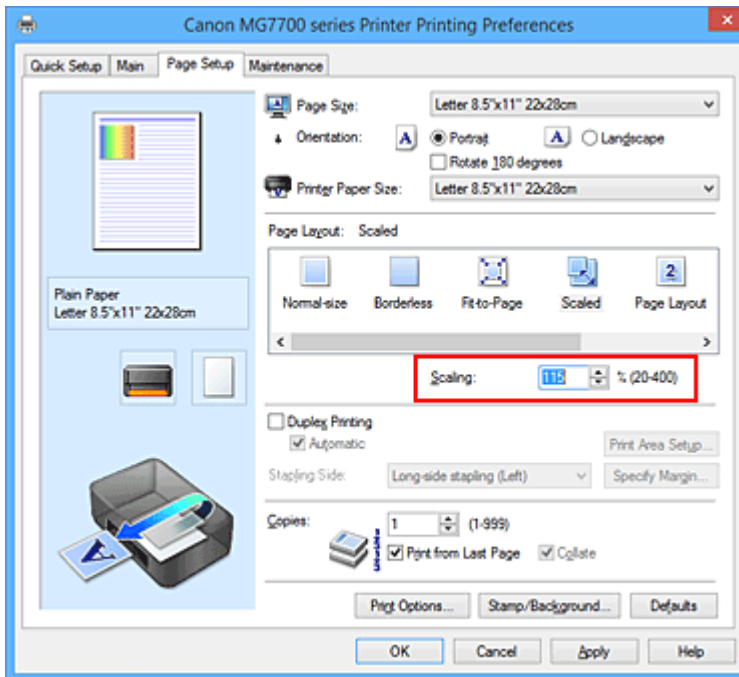 Canon MG7700 series Printer Printing Preferences
Quick Setup Main Page Setup Maintenance
Page Size: Letter 8.5"x11" 22x28cm
Orientation: A Portrait A Landscape
Rotate 180 degrees
Printer Paper Size: Letter 8.5"x11" 22x28cm
Page Layout: Scaled
Normal-size Borderless Fit-to-Page Scaled Page Layout
Plain Paper
Letter 8.5"x11" 22x28cm
Scaling: 115 % (20-400)
Duplex Printing
Automatic
Print Area Setup...
Stapling Side: Long-side stapling (Left) Specify Margin...
Copies: 1 (1-999)
Print from Last Page Collate
Print Options... Stamp/Background... Defaults
OK Cancel Apply Help